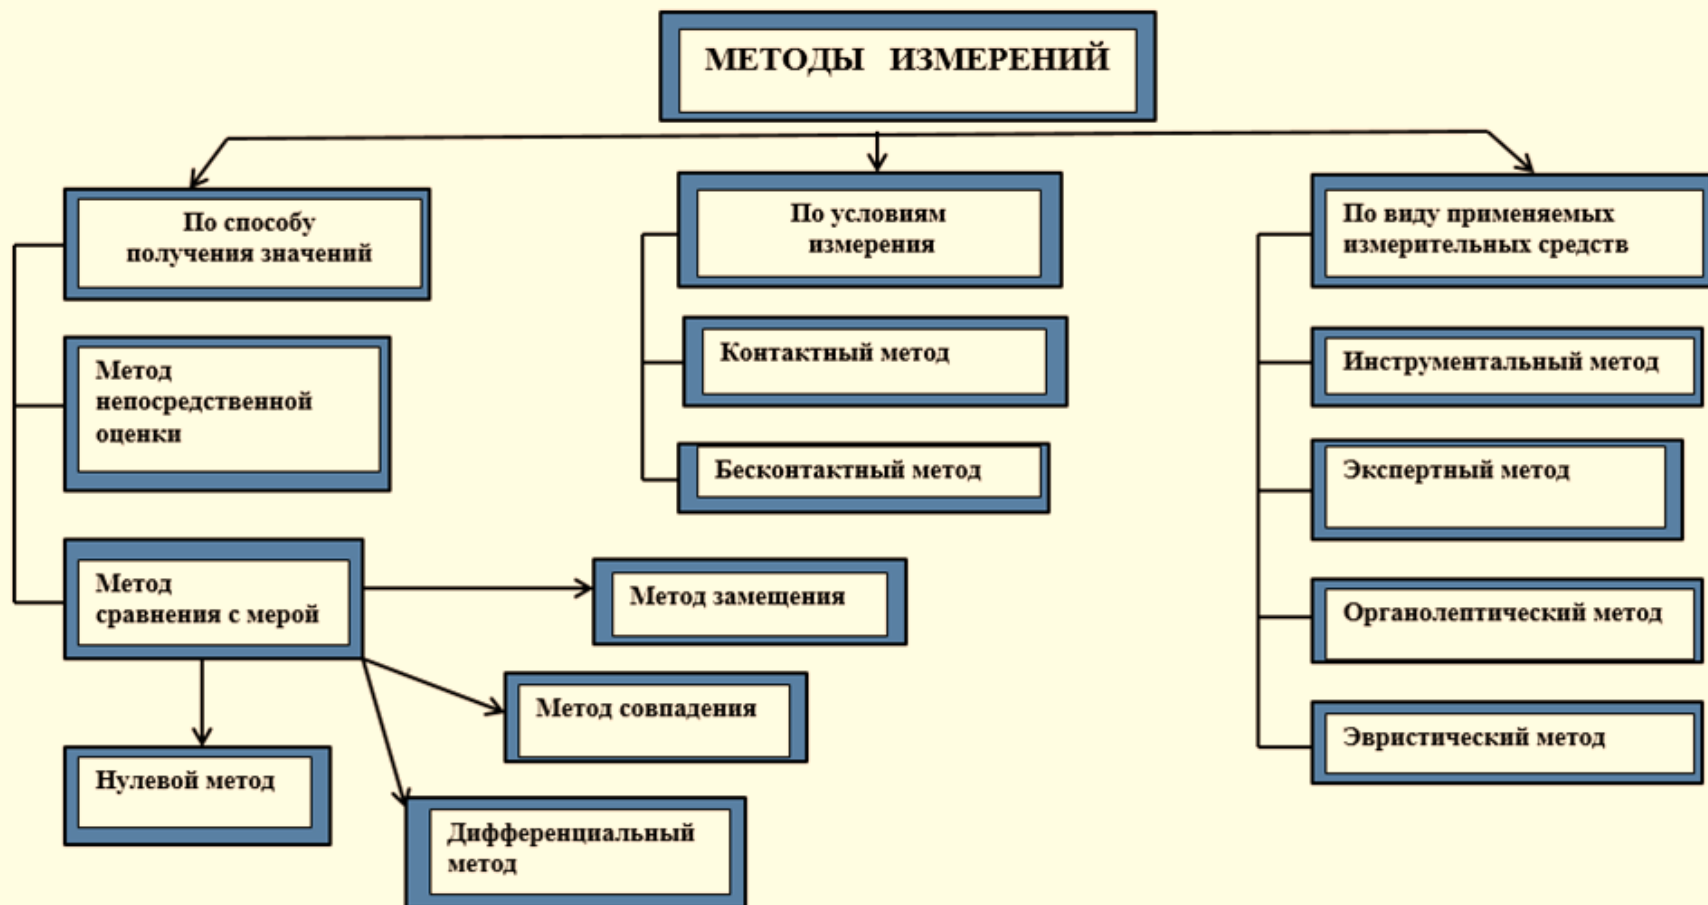 МЕТОДЫ ИЗМЕРЕНИЙ
По способу
получения значений
Метод
непосредственной
оценки
Метод
сравнения с мерой
Нулевой метод
Метод замещения
Метод совпадения
Дифференциальный
метод
По условиям
измерения
Контактный метод
Бесконтактный метод
По виду применяемых
измерительных средств
Инструментальный метод
Экспертный метод
Органолептический метод
Эвристический метод